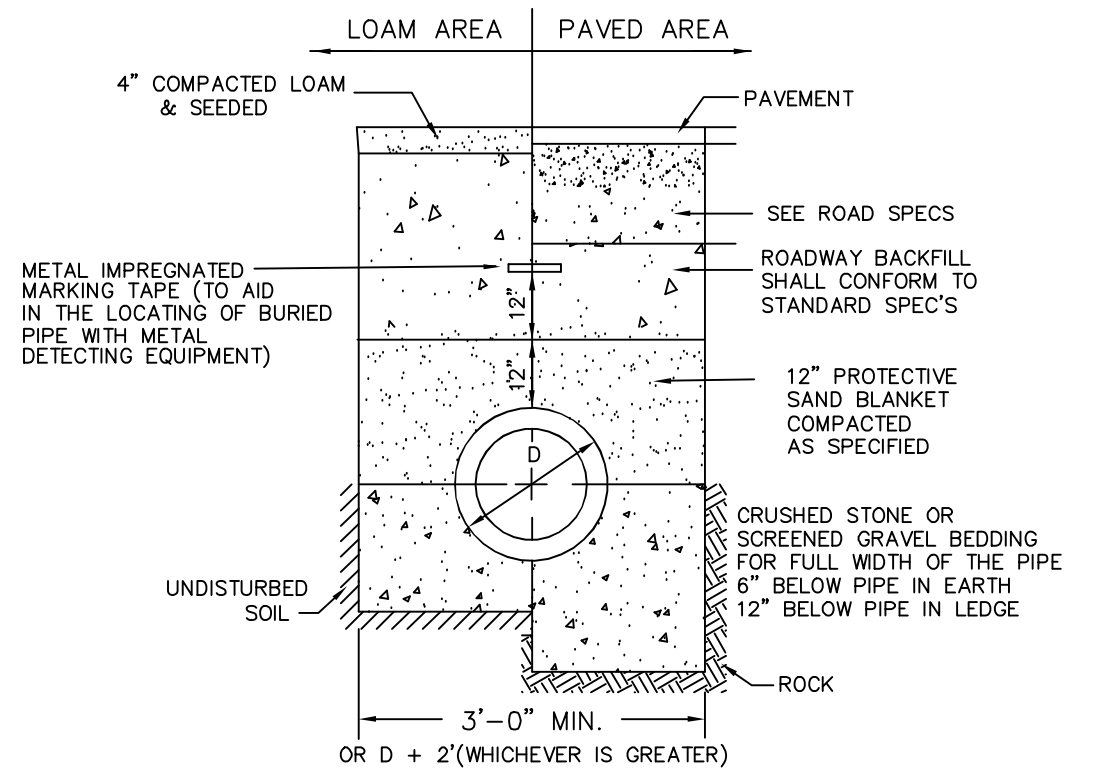 LOAM AREA
PAVED AREA
4" COMPACTED LOAM
& SEEDED
PAVEMENT
SEE ROAD SPECS
METAL IMPREGNATED
MARKING TAPE (TO AID
IN THE LOCATING OF BURIED
PIPE WITH METAL
DETECTING EQUIPMENT)
ROADWAY BACKFILL
SHALL CONFORM TO
STANDARD SPEC'S
12"
12"
12" PROTECTIVE
SAND BLANKET
COMPACTED
AS SPECIFIED
D
CRUSHED STONE OR
SCREENED GRAVEL BEDDING
FOR FULL WIDTH OF THE PIPE
6" BELOW PIPE IN EARTH
12" BELOW PIPE IN LEDGE
UNDISTURBED
SOIL
ROCK
3'-0" MIN.
OR D + 2'(WHICHEVER IS GREATER)